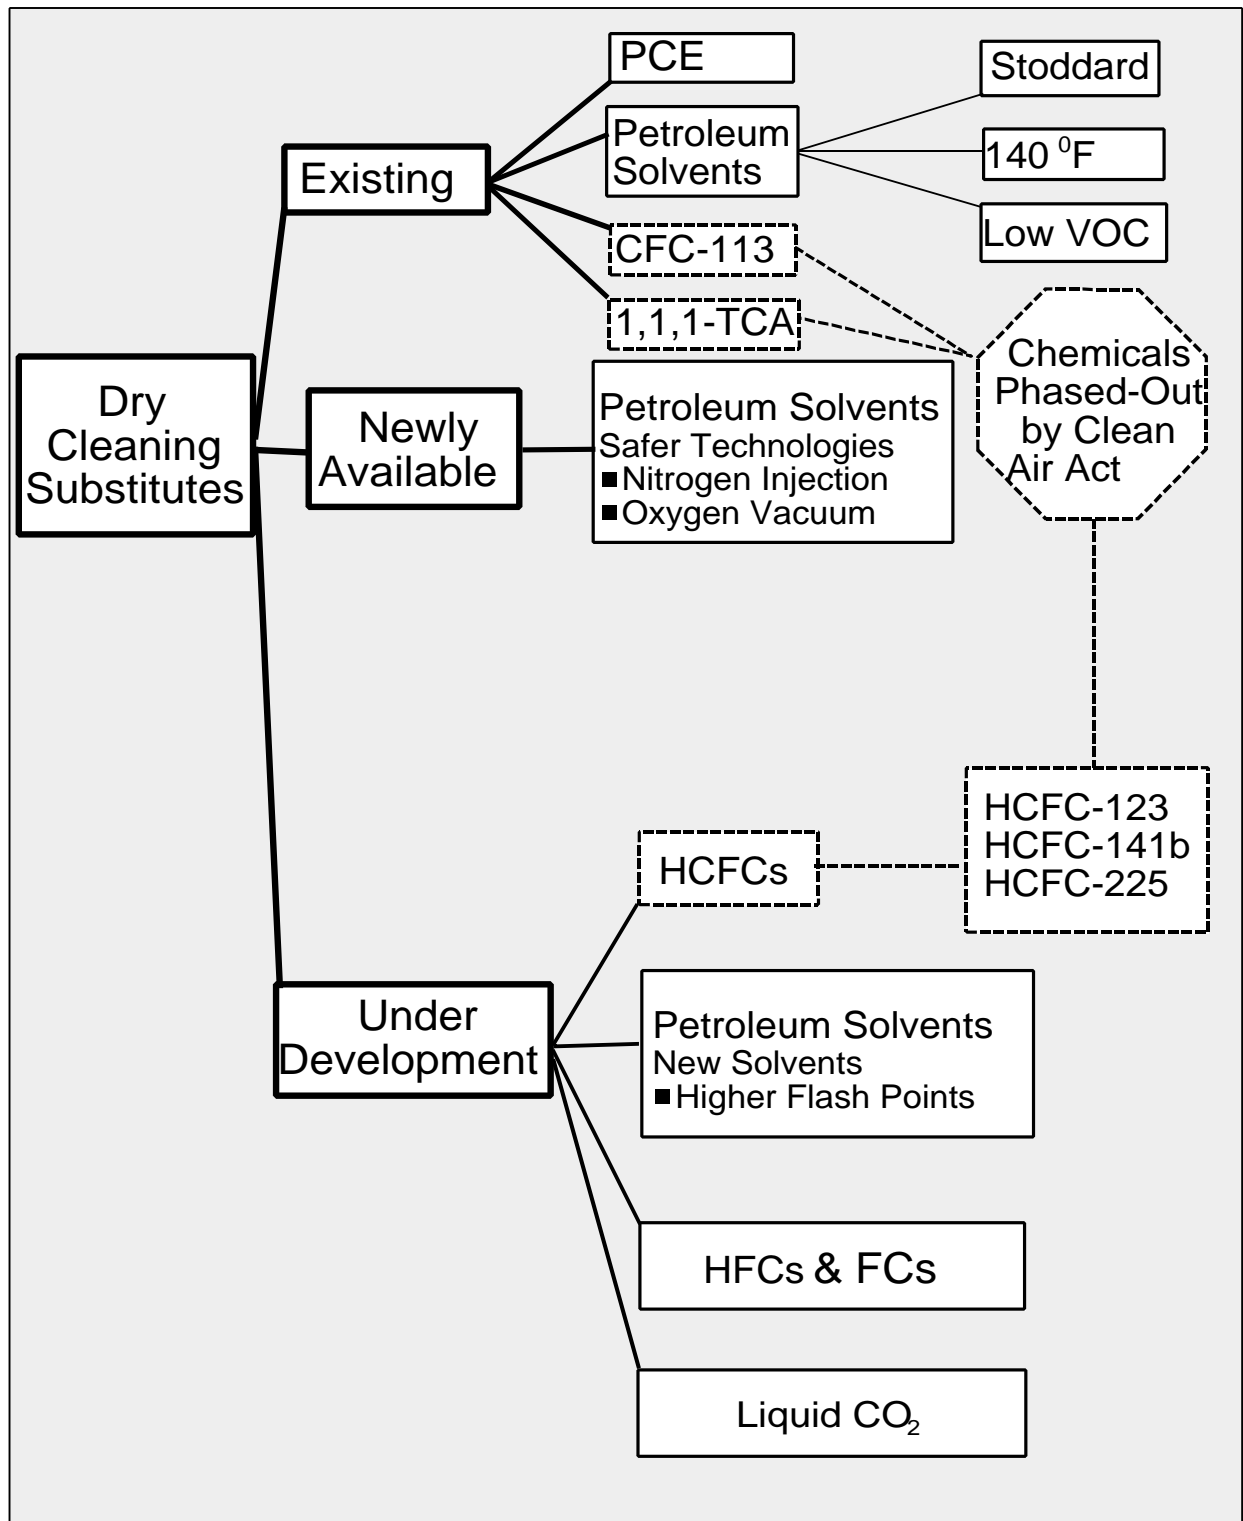 PCE
Stoddard
Petroleum
Solvents
140 ⁰F
Existing
CFC-113
Low VOC
1,1,1-TCA
Chemicals
Phased-Out
by Clean
Air Act
Dry
Cleaning
Substitutes
Newly
Available
Petroleum Solvents
Safer Technologies
■ Nitrogen Injection
■ Oxygen Vacuum
HCFC-123
HCFC-141b
HCFC-225
HCFCs
Under
Development
Petroleum Solvents
New Solvents
■ Higher Flash Points
HFCs & FCs
Liquid CO₂